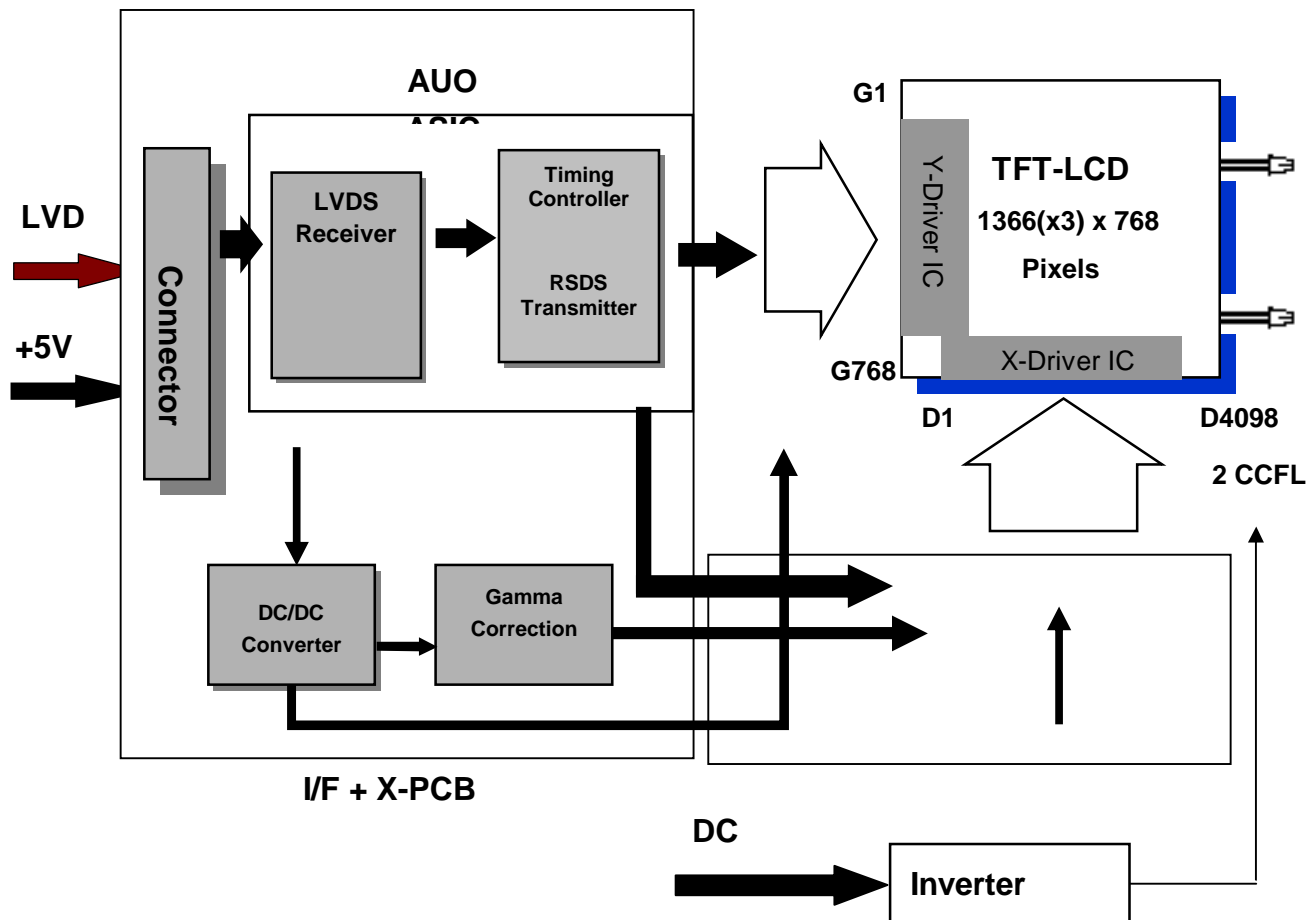 AUO
ASIC
LVD
+5V
Connector
LVDS
Receiver
Timing
Controller
RSDS
Transmitter
G1
Y-Driver IC
TFT-LCD
1366(x3) x 768
Pixels
G768
X-Driver IC
D1
D4098
2 CCFL
DC/DC
Converter
Gamma
Correction
I/F + X-PCB
DC
Inverter